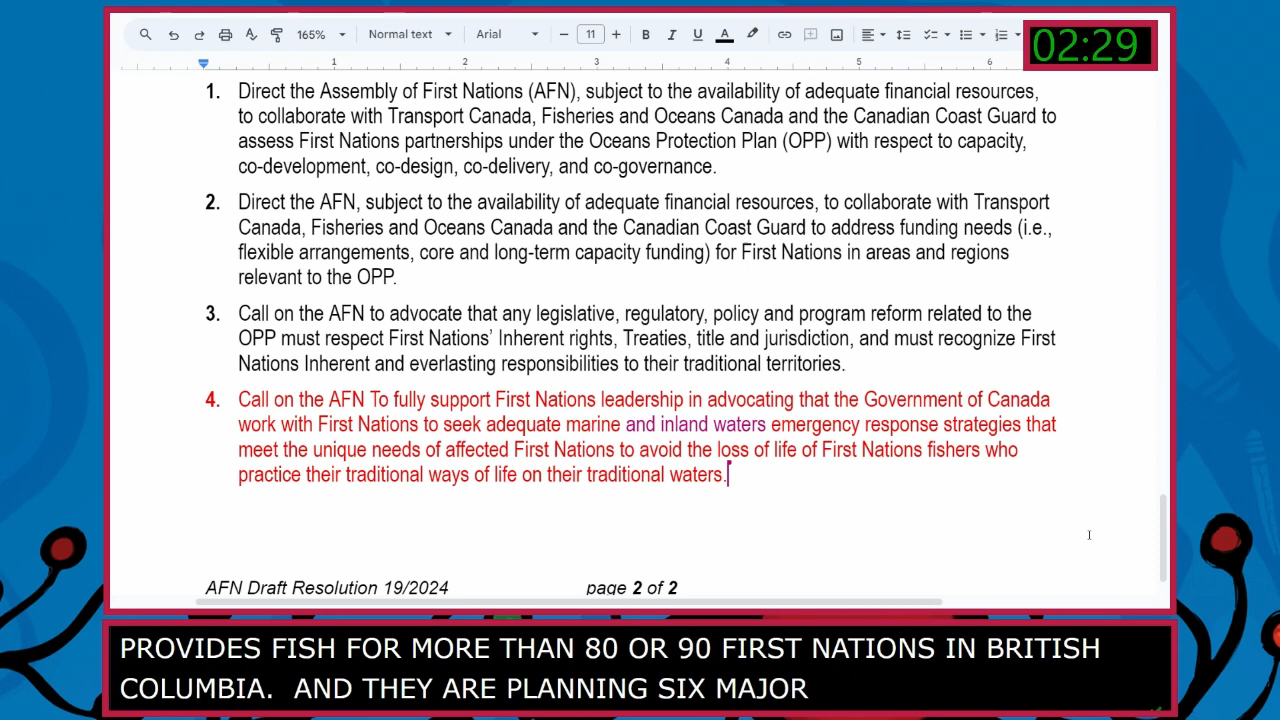 165%
Normal text
Arial
11
B I U A
02:29
1 2 3 4 5 6
1. Direct the Assembly of First Nations (AFN), subject to the availability of adequate financial resources,
to collaborate with Transport Canada, Fisheries and Oceans Canada and the Canadian Coast Guard to
assess First Nations partnerships under the Oceans Protection Plan (OPP) with respect to capacity,
co-development, co-design, co-delivery, and co-governance.
2. Direct the AFN, subject to the availability of adequate financial resources, to collaborate with Transport
Canada, Fisheries and Oceans Canada and the Canadian Coast Guard to address funding needs (i.e.,
flexible arrangements, core and long-term capacity funding) for First Nations in areas and regions
relevant to the OPP.
3. Call on the AFN to advocate that any legislative, regulatory, policy and program reform related to the
OPP must respect First Nations’ Inherent rights, Treaties, title and jurisdiction, and must recognize First
Nations Inherent and everlasting responsibilities to their traditional territories.
4. Call on the AFN To fully support First Nations leadership in advocating that the Government of Canada
work with First Nations to seek adequate marine and inland waters emergency response strategies that
meet the unique needs of affected First Nations to avoid the loss of life of First Nations fishers who
practice their traditional ways of life on their traditional waters.
AFN Draft Resolution 19/2024 page 2 of 2
PROVIDES FISH FOR MORE THAN 80 OR 90 FIRST NATIONS IN BRITISH
COLUMBIA. AND THEY ARE PLANNING SIX MAJOR